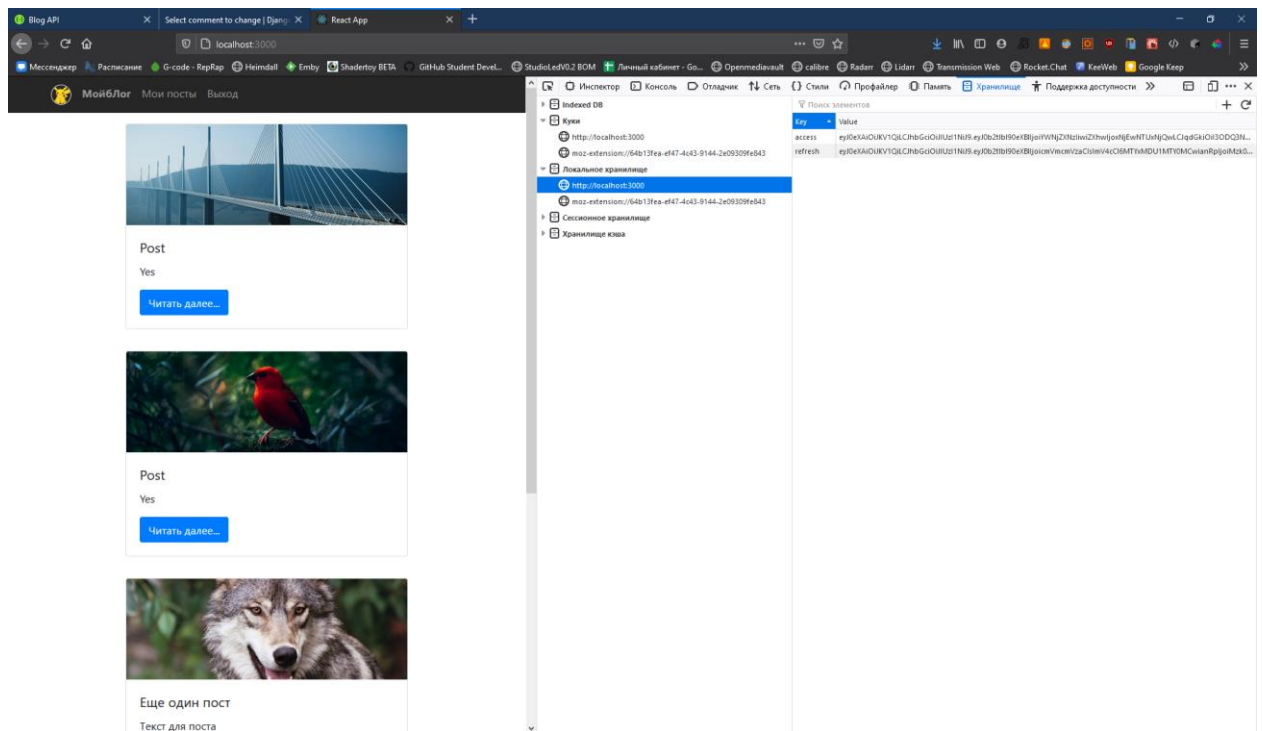 Blog API
Select comment to change | Djang
React App
localhost:3000
Мессенджер Расписание G-code - RepRap Heimdall Emby Shadertoy BETA GitHub Student Devel... StudioLedV0.2 BOM Личный кабинет - Go... Openmediavault calibre Radarr Lidarr Transmission Web Rocket.Chat KeeWeb Google Keep
МойбЛог Мои посты Выход
Post
Yes
Читать далее...
Post
Yes
Читать далее...
Еще один пост
Текст для поста
Инспектор Консоль Отладчик Сеть Стили Профайлер Память Хранилище Поддержка доступности
Indexed DB
Куки
http://localhost:3000
moz-extension://64b13fea-ef47-4c43-9144-2e09309fe843
Локальное хранилище
http://localhost:3000
moz-extension://64b13fea-ef47-4c43-9144-2e09309fe843
Сессионное хранилище
Хранилище кэша
Поиск элементов
Key Value
access
refresh